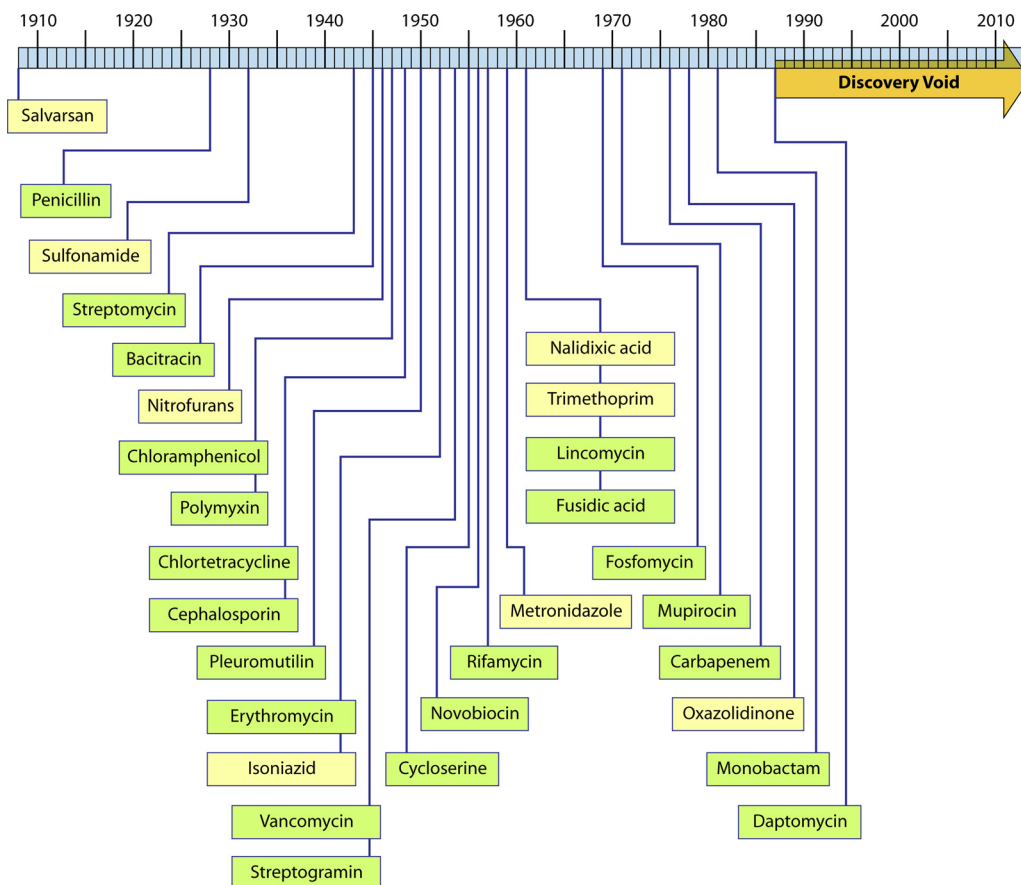 1910 1920 1930 1940 1950 1960 1970 1980 1990 2000 2010
Discovery Void
Salvarsan
Penicillin
Sulfonamide
Streptomycin
Bacitracin
Nitrofurans
Chloramphenicol
Polymyxin
Chlortetracycline
Cephalosporin
Pleuromutilin
Erythromycin
Isoniazid
Vancomycin
Streptogramin
Cycloserine
Novobiocin
Rifamycin
Metronidazole
Nalidixic acid
Trimethoprim
Lincomycin
Fusidic acid
Fosfomycin
Mupirocin
Carbapenem
Oxazolidinone
Monobactam
Daptomycin